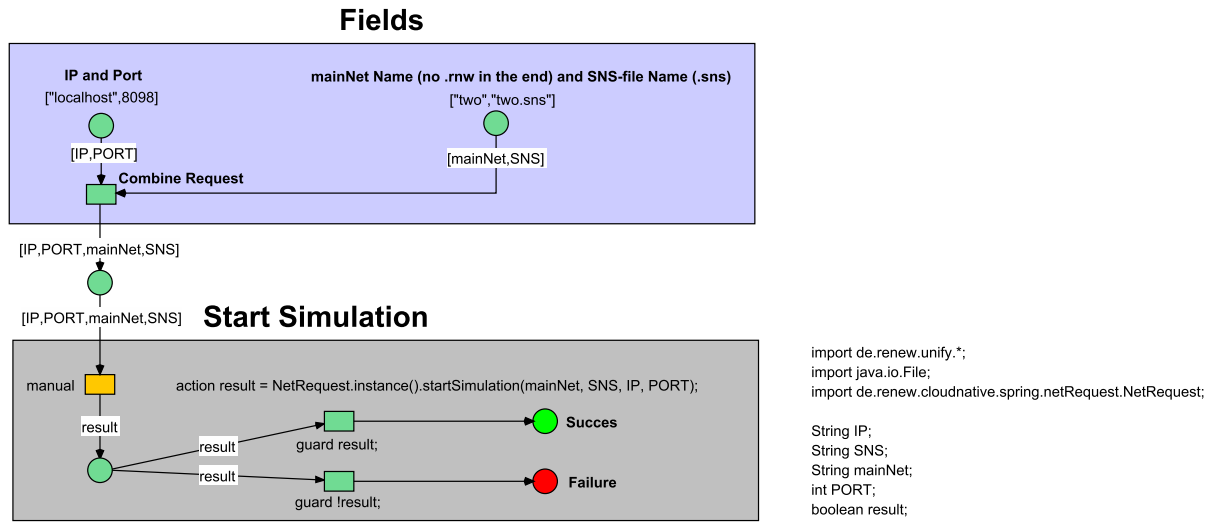 Fields
IP and Port
["localhost",8098]
mainNet Name (no .rnw in the end) and SNS-file Name (.sns)
["two","two.sns"]
[IP,PORT]
[mainNet,SNS]
Combine Request
[IP,PORT,mainNet,SNS]
[IP,PORT,mainNet,SNS]
Start Simulation
manual
action result = NetRequest.instance().startSimulation(mainNet, SNS, IP, PORT);
result
result
guard result;
Succes
result
guard !result;
Failure
import de.renew.unify.*;
import java.io.File;
import de.renew.cloudnative.spring.netRequest.NetRequest;
String IP;
String SNS;
String mainNet;
int PORT;
boolean result;